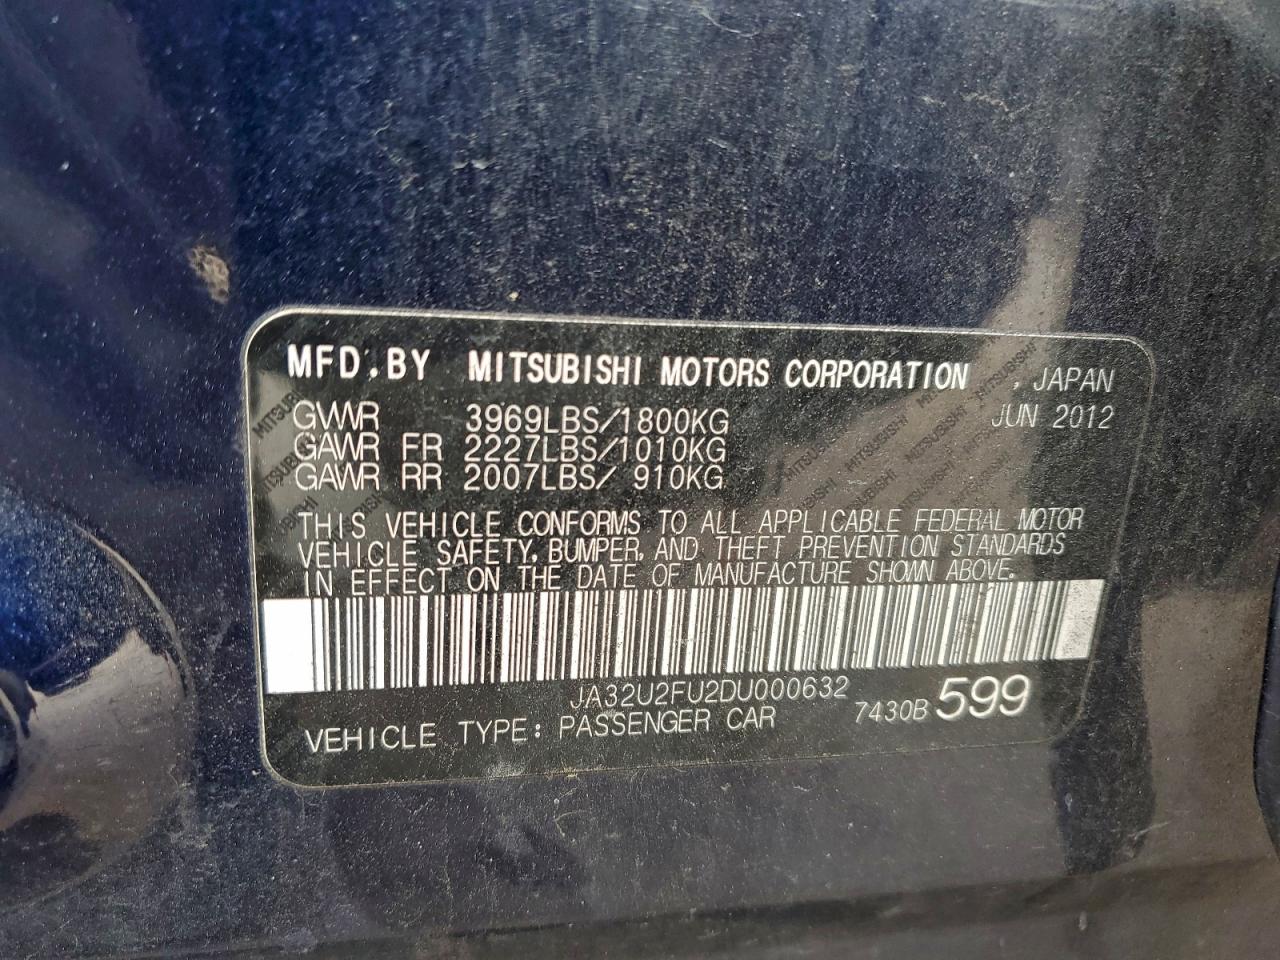 MFD. BY MITSUBISHI MOTORS CORPORATION , JAPAN
GVWR 3969LBS/1800KG JUN 2012
GAWR FR 2227LBS/1010KG
GAWR RR 2007LBS/ 910KG
THIS VEHICLE CONFORMS TO ALL APPLICABLE FEDERAL MOTOR
VEHICLE SAFETY, BUMPER, AND THEFT PREVENTION STANDARDS
IN EFFECT ON THE DATE OF MANUFACTURE SHOWN ABOVE.
JA32U2FU2DU000632
VEHICLE TYPE: PASSENGER CAR 7430B 599